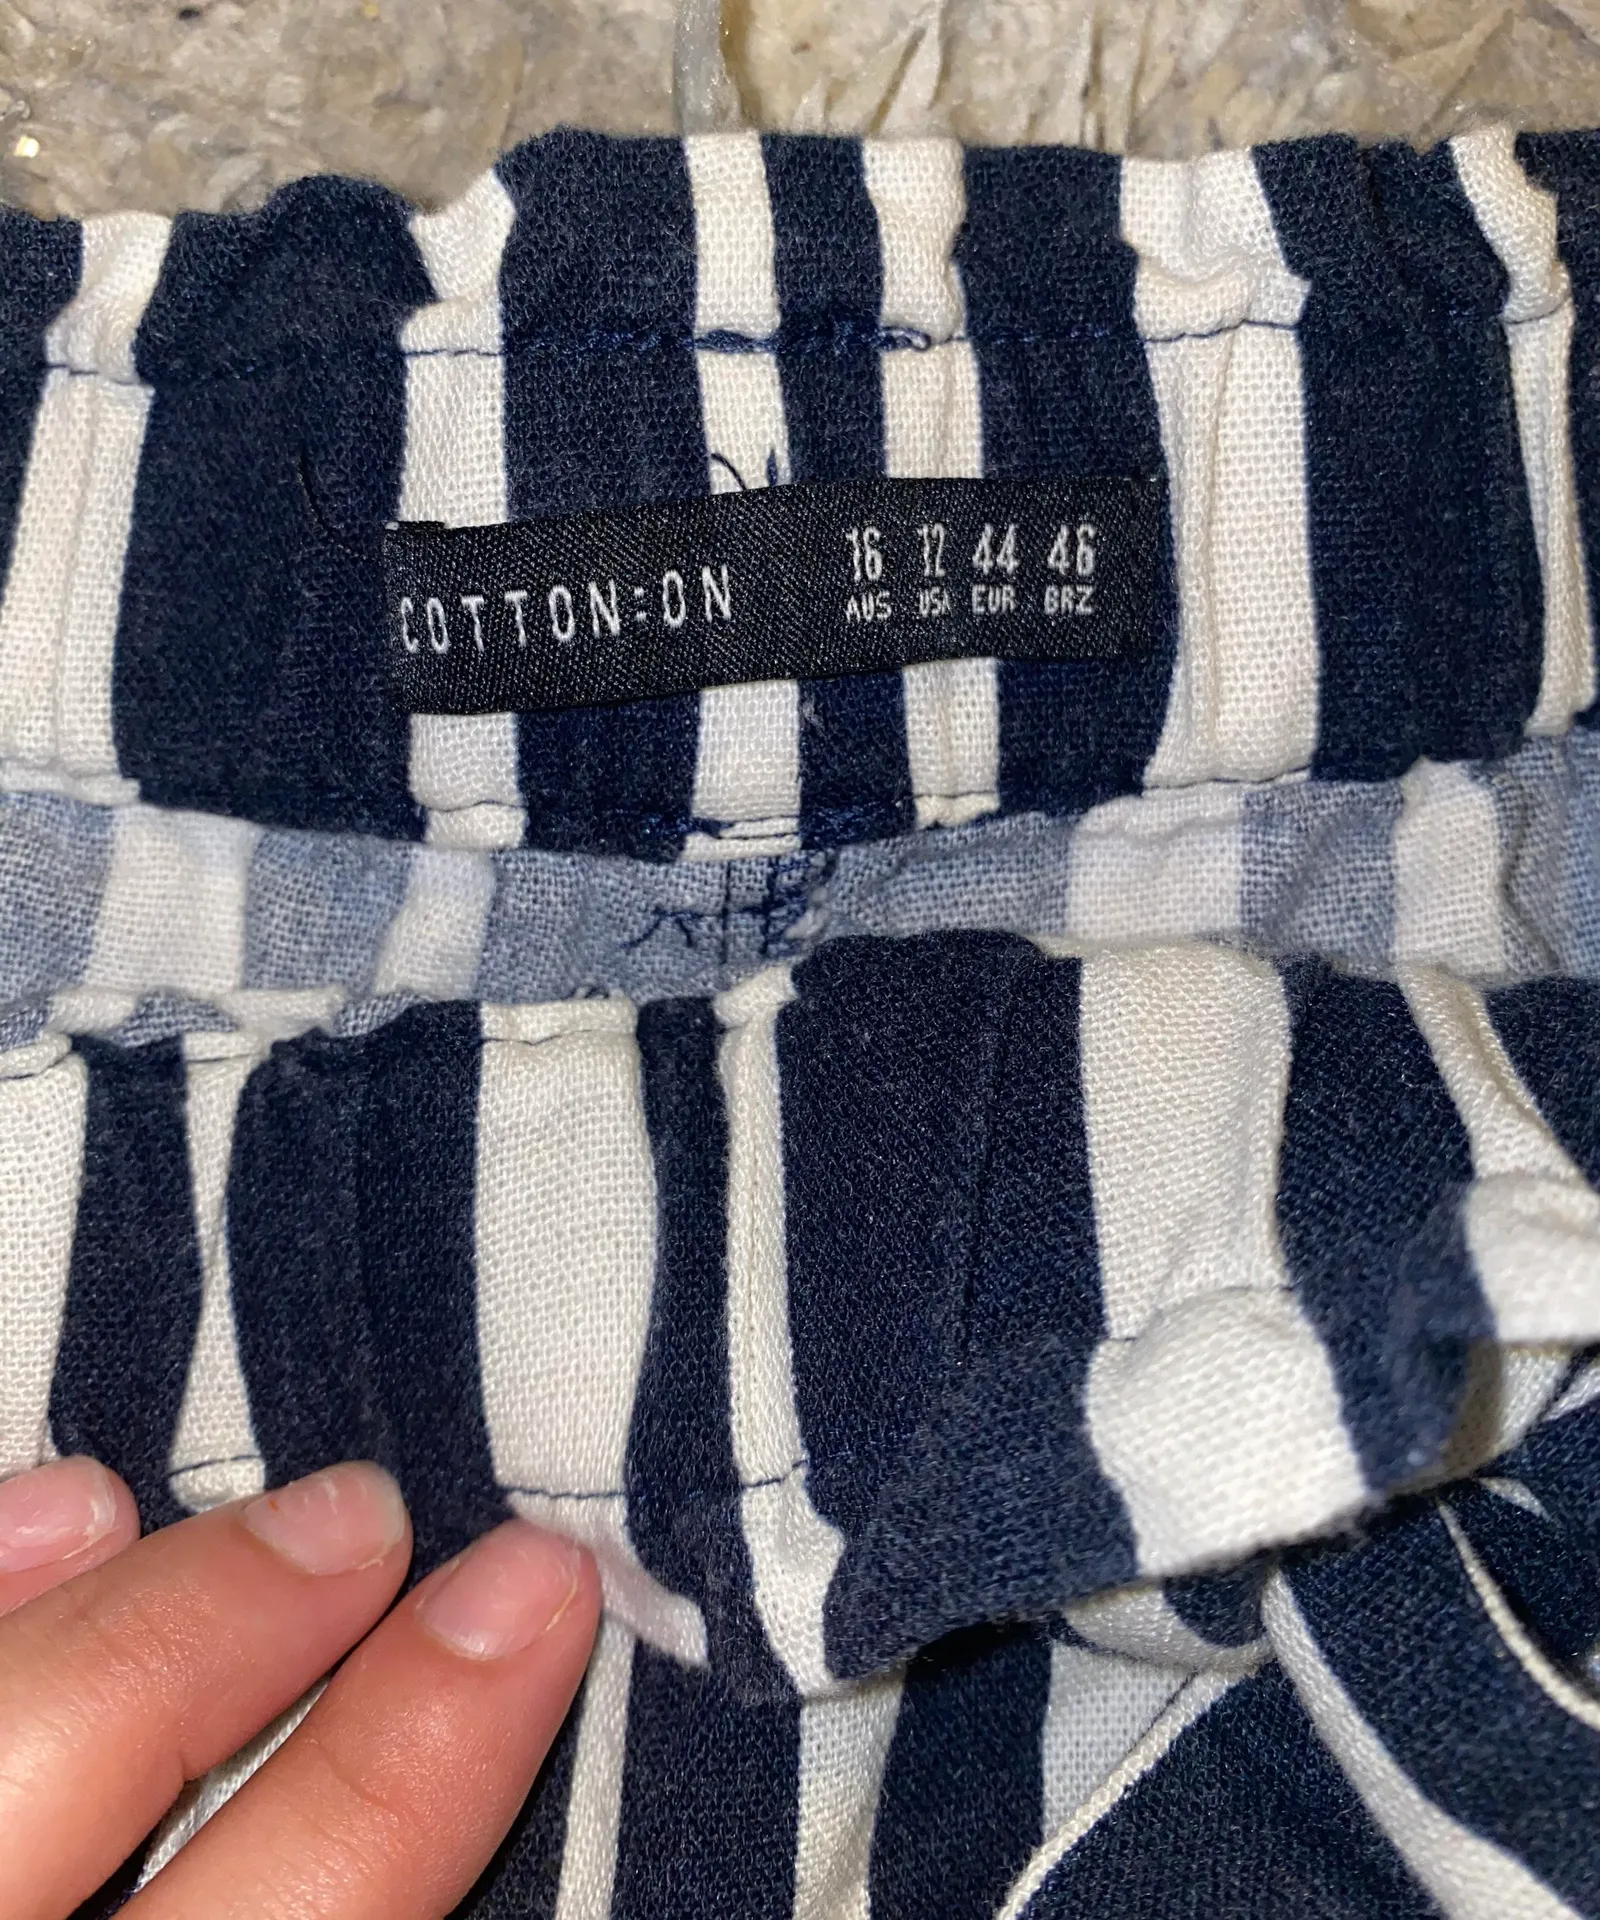 COTTON:ON
16 12 44 46
AUS USA EUR BRZ